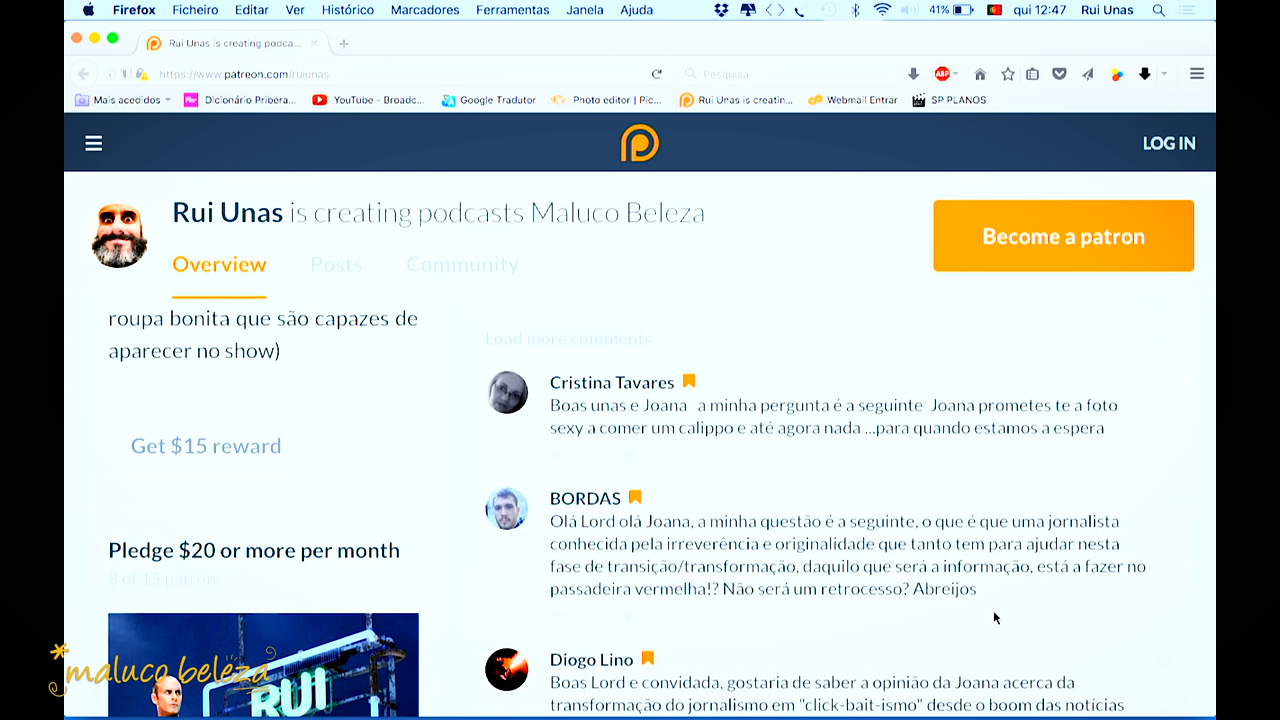 Firefox Ficheiro Editar Ver Histórico Marcadores Ferramentas Janela Ajuda 41% qui 12:47 Rui Unas
Rui Unas is creating podca...
https://www.patreon.com/ruiunas
Pesquisa
ABP
Mais acedidos Dicionário Pribera... YouTube - Broadc... Google Tradutor Photo editor | Pic... Rui Unas is creatin... Webmail Entrar SP PLANOS
LOG IN
Rui Unas is creating podcasts Maluco Beleza
Become a patron
Overview Posts Community
roupa bonita que são capazes de
aparecer no show)
Get $15 reward
Pledge $20 or more per month
8 of 15 patrons
RUI
Load more comments
Cristina Tavares
Boas unas e Joana a minha pergunta é a seguinte Joana prometes te a foto
sexy a comer um calippo e até agora nada ...para quando estamos a espera
BORDAS
Olá Lord olá Joana, a minha questão é a seguinte, o que é que uma jornalista
conhecida pela irreverência e originalidade que tanto tem para ajudar nesta
fase de transição/transformação, daquilo que será a informação, está a fazer no
passadeira vermelha!? Não será um retrocesso? Abreijos
Diogo Lino
Boas Lord e convidada, gostaria de saber a opinião da Joana acerca da
transformação do jornalismo em "click-bait-ismo" desde o boom das notícias
maluco beleza